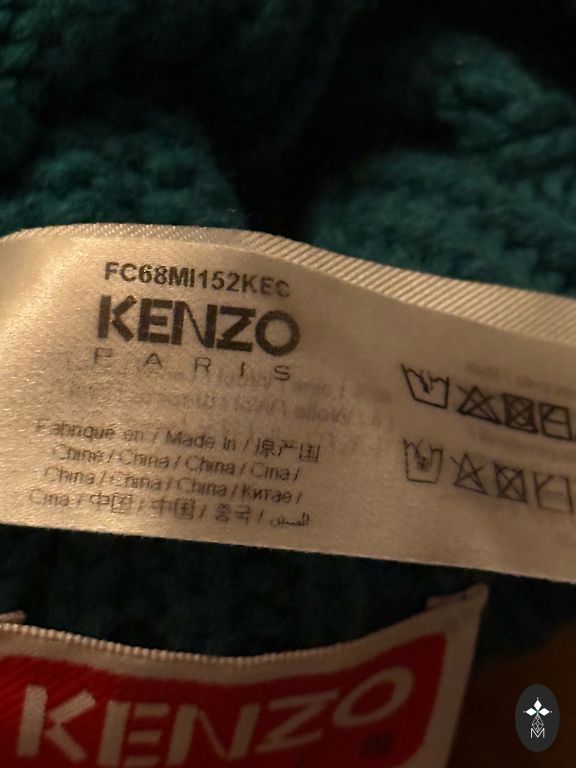 FC68MI152KEC
KENZO
PARIS
Fabriqué en / Made In / 原产国
Chine / China / China / Cina /
China / China / China / Китае /
Cina / 中国 / 中国 / 중국 / الصين
KENZO
M